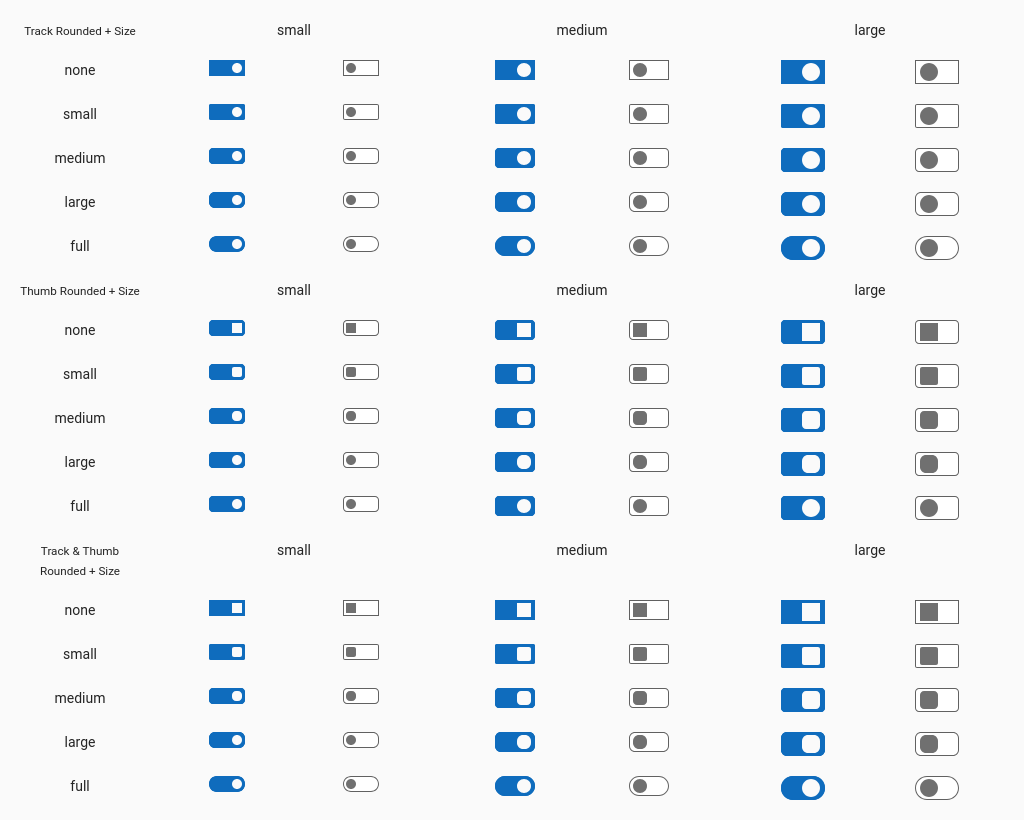 Track Rounded + Size small medium large
none
small
medium
large
full
Thumb Rounded + Size small medium large
none
small
medium
large
full
Track & Thumb small medium large
Rounded + Size
none
small
medium
large
full